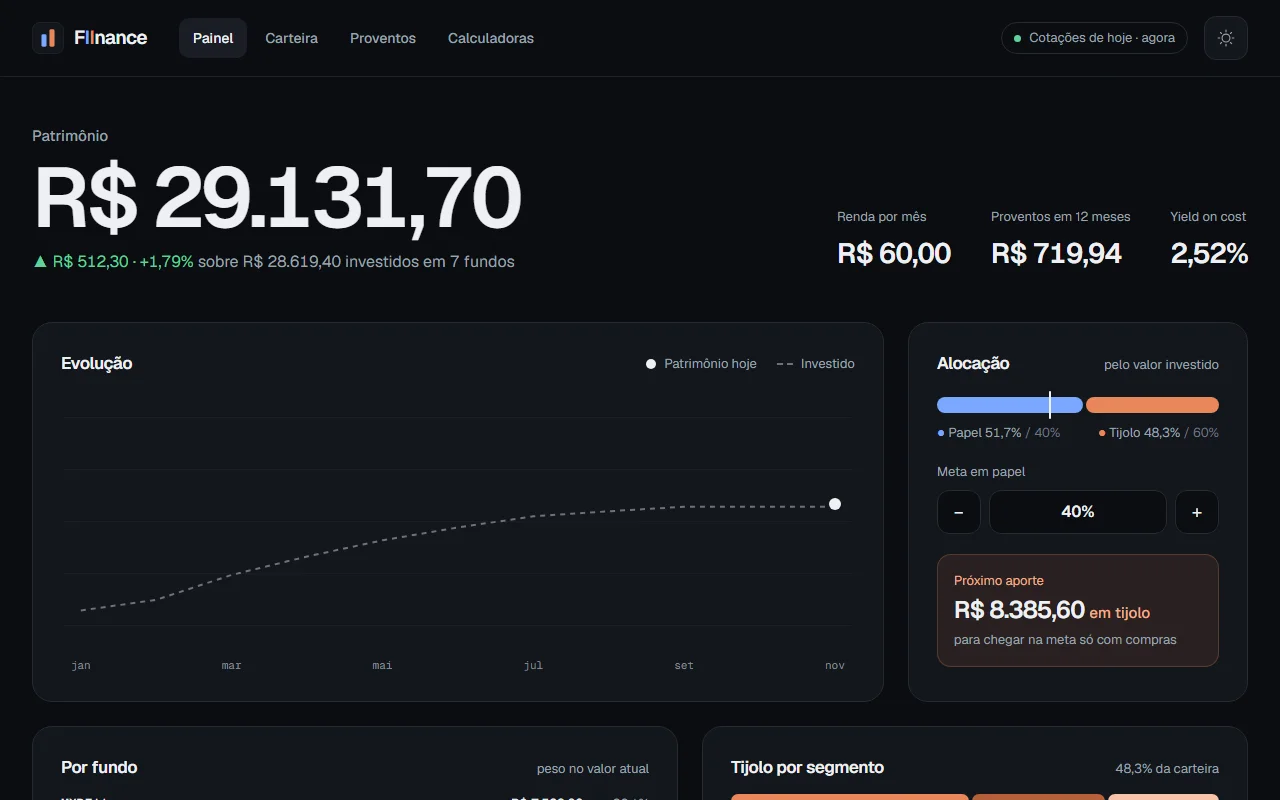 FIInance
Painel
Carteira
Proventos
Calculadoras
Cotações de hoje · agora
Patrimônio
R$ 29.131,70
▲ R$ 512,30 · +1,79% sobre R$ 28.619,40 investidos em 7 fundos
Renda por mês
R$ 60,00
Proventos em 12 meses
R$ 719,94
Yield on cost
2,52%
Evolução
Patrimônio hoje
Investido
jan
mar
mai
jul
set
nov
Alocação
pelo valor investido
Papel 51,7% / 40%
Tijolo 48,3% / 60%
Meta em papel
− 40% +
Próximo aporte
R$ 8.385,60 em tijolo
para chegar na meta só com compras
Por fundo
peso no valor atual
Tijolo por segmento
48,3% da carteira